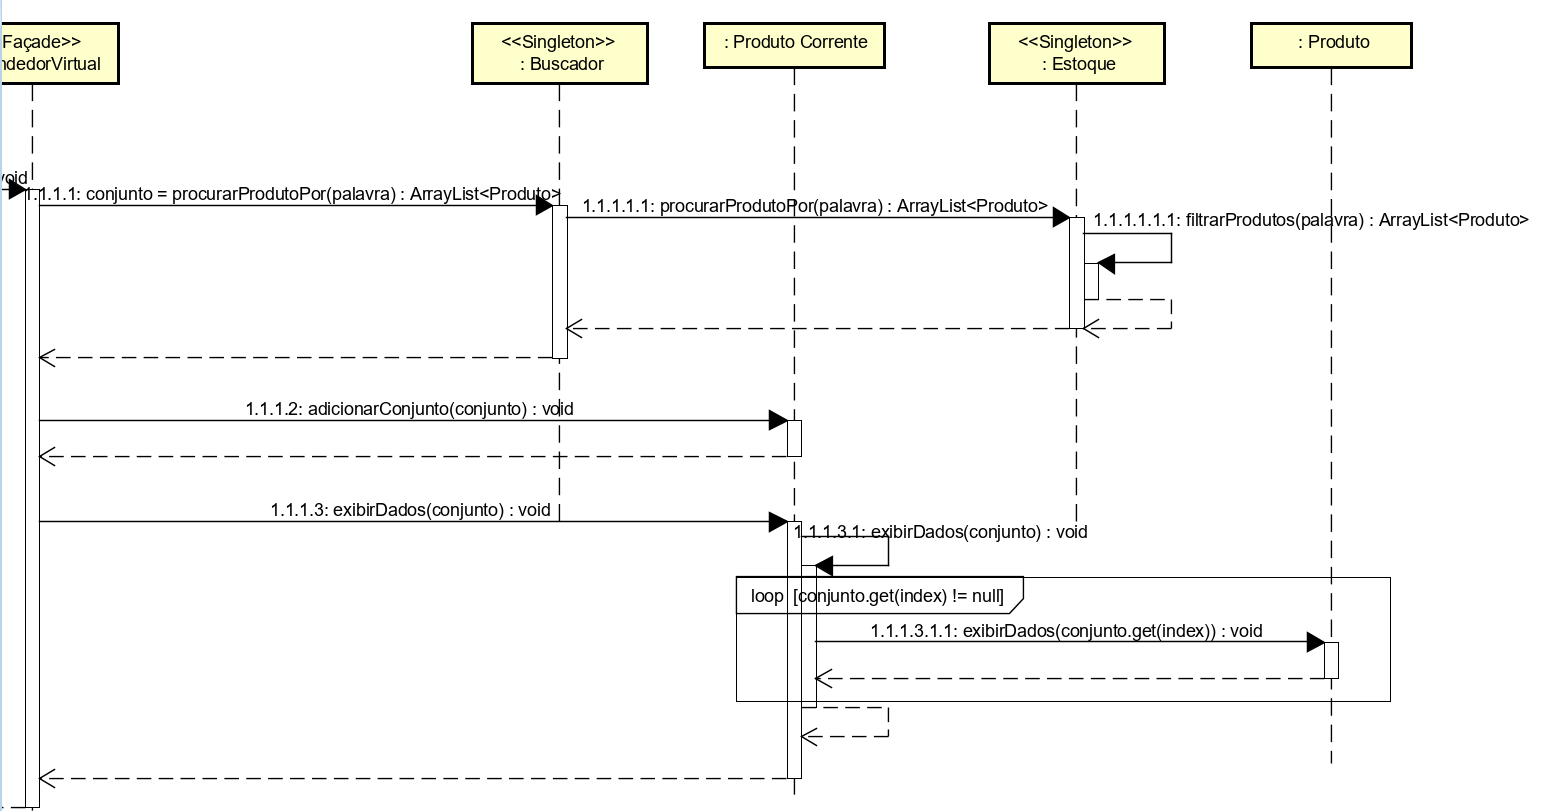 Façade>>
ndedorVirtual
<<Singleton>>
: Buscador
: Produto Corrente
<<Singleton>>
: Estoque
: Produto
void
1.1.1.1: conjunto = procurarProdutoPor(palavra) : ArrayList<Produto>
1.1.1.1.1: procurarProdutoPor(palavra) : ArrayList<Produto>
1.1.1.1.1.1: filtrarProdutos(palavra) : ArrayList<Produto>
1.1.1.2: adicionarConjunto(conjunto) : void
1.1.1.3: exibirDados(conjunto) : void
1.1.1.3.1: exibirDados(conjunto) : void
loop [conjunto.get(index) != null]
1.1.1.3.1.1: exibirDados(conjunto.get(index)) : void